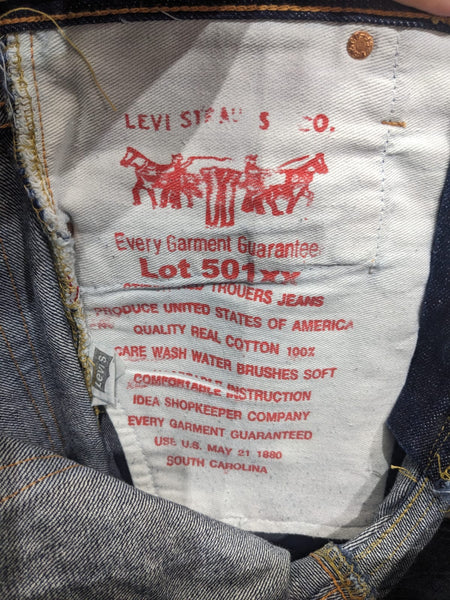 LEVI STRAU S CO.
Every Garment Guarantee
Lot 501xx
TROUERS JEANS
PRODUCE UNITED STATES OF AMERICA
QUALITY REAL COTTON 100%
CARE WASH WATER BRUSHES SOFT
COMFORTABLE INSTRUCTION
IDEA SHOPKEEPER COMPANY
EVERY GARMENT GUARANTEED
USE U.S. MAY 21 1880
SOUTH CAROLINA
Levi's